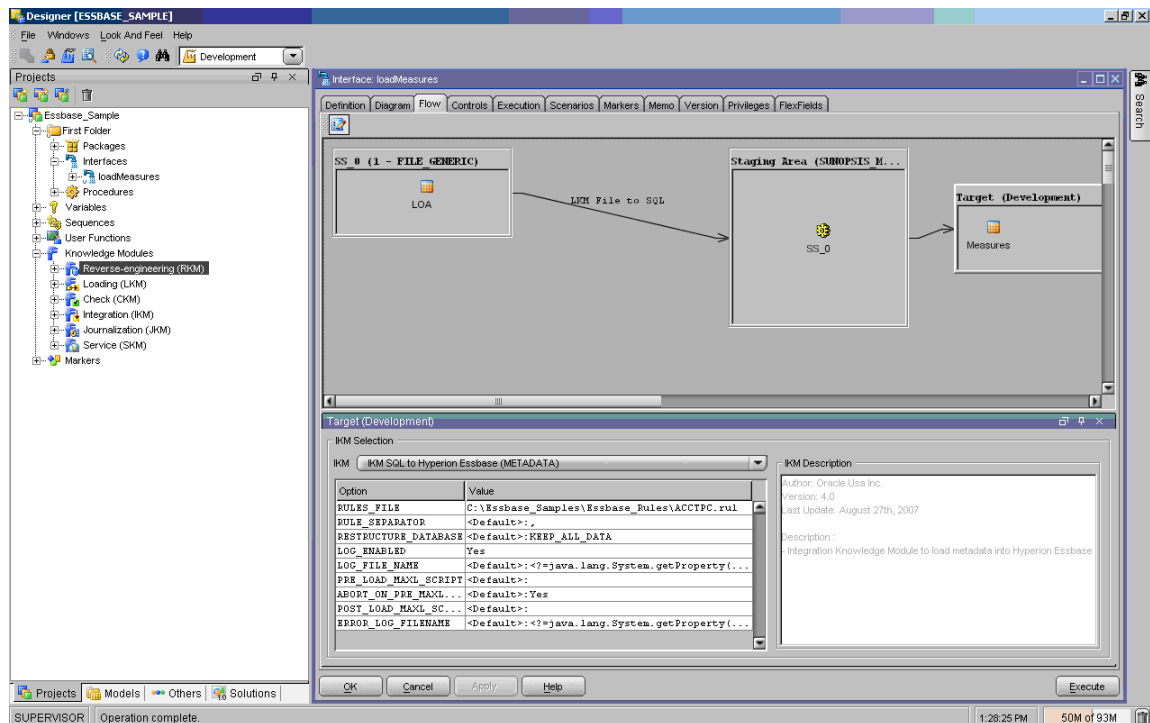 Designer [ESSBASE_SAMPLE]
File Windows Look And Feel Help
Development
Projects
Essbase_Sample
First Folder
Packages
Interfaces
loadMeasures
Procedures
Variables
Sequences
User Functions
Knowledge Modules
Reverse-engineering (RKM)
Loading (LKM)
Check (CKM)
Integration (IKM)
Journalization (JKM)
Service (SKM)
Markers
Projects Models Others Solutions
Interface: loadMeasures
Definition Diagram Flow Controls Execution Scenarios Markers Memo Version Privileges FlexFields
SS_0 (1 - FILE_GENERIC)
LOA
LKM File to SQL
Staging Area (SUNOPSIS_M...
SS_0
Target (Development)
Measures
Target (Development)
IKM Selection
IKM IKM SQL to Hyperion Essbase (METADATA)
Option Value
RULES_FILE C:\Essbase_Samples\Essbase_Rules\ACCTPC.rul
RULE_SEPARATOR <Default>:,
RESTRUCTURE_DATABASE <Default>:KEEP_ALL_DATA
LOG_ENABLED Yes
LOG_FILE_NAME <Default>:<?=java.lang.System.getProperty(...
PRE_LOAD_MAXL_SCRIPT <Default>:
ABORT_ON_PRE_MAXL... <Default>:Yes
POST_LOAD_MAXL_SC... <Default>:
ERROR_LOG_FILENAME <Default>:<?=java.lang.System.getProperty(...
IKM Description
Author: Oracle Usa Inc.
Version: 4.0
Last Update: August 27th, 2007
Description :
- Integration Knowledge Module to load metadata into Hyperion Essbase
OK Cancel Apply Help Execute
Search
SUPERVISOR Operation complete. 1:28:25 PM 50M of 93M